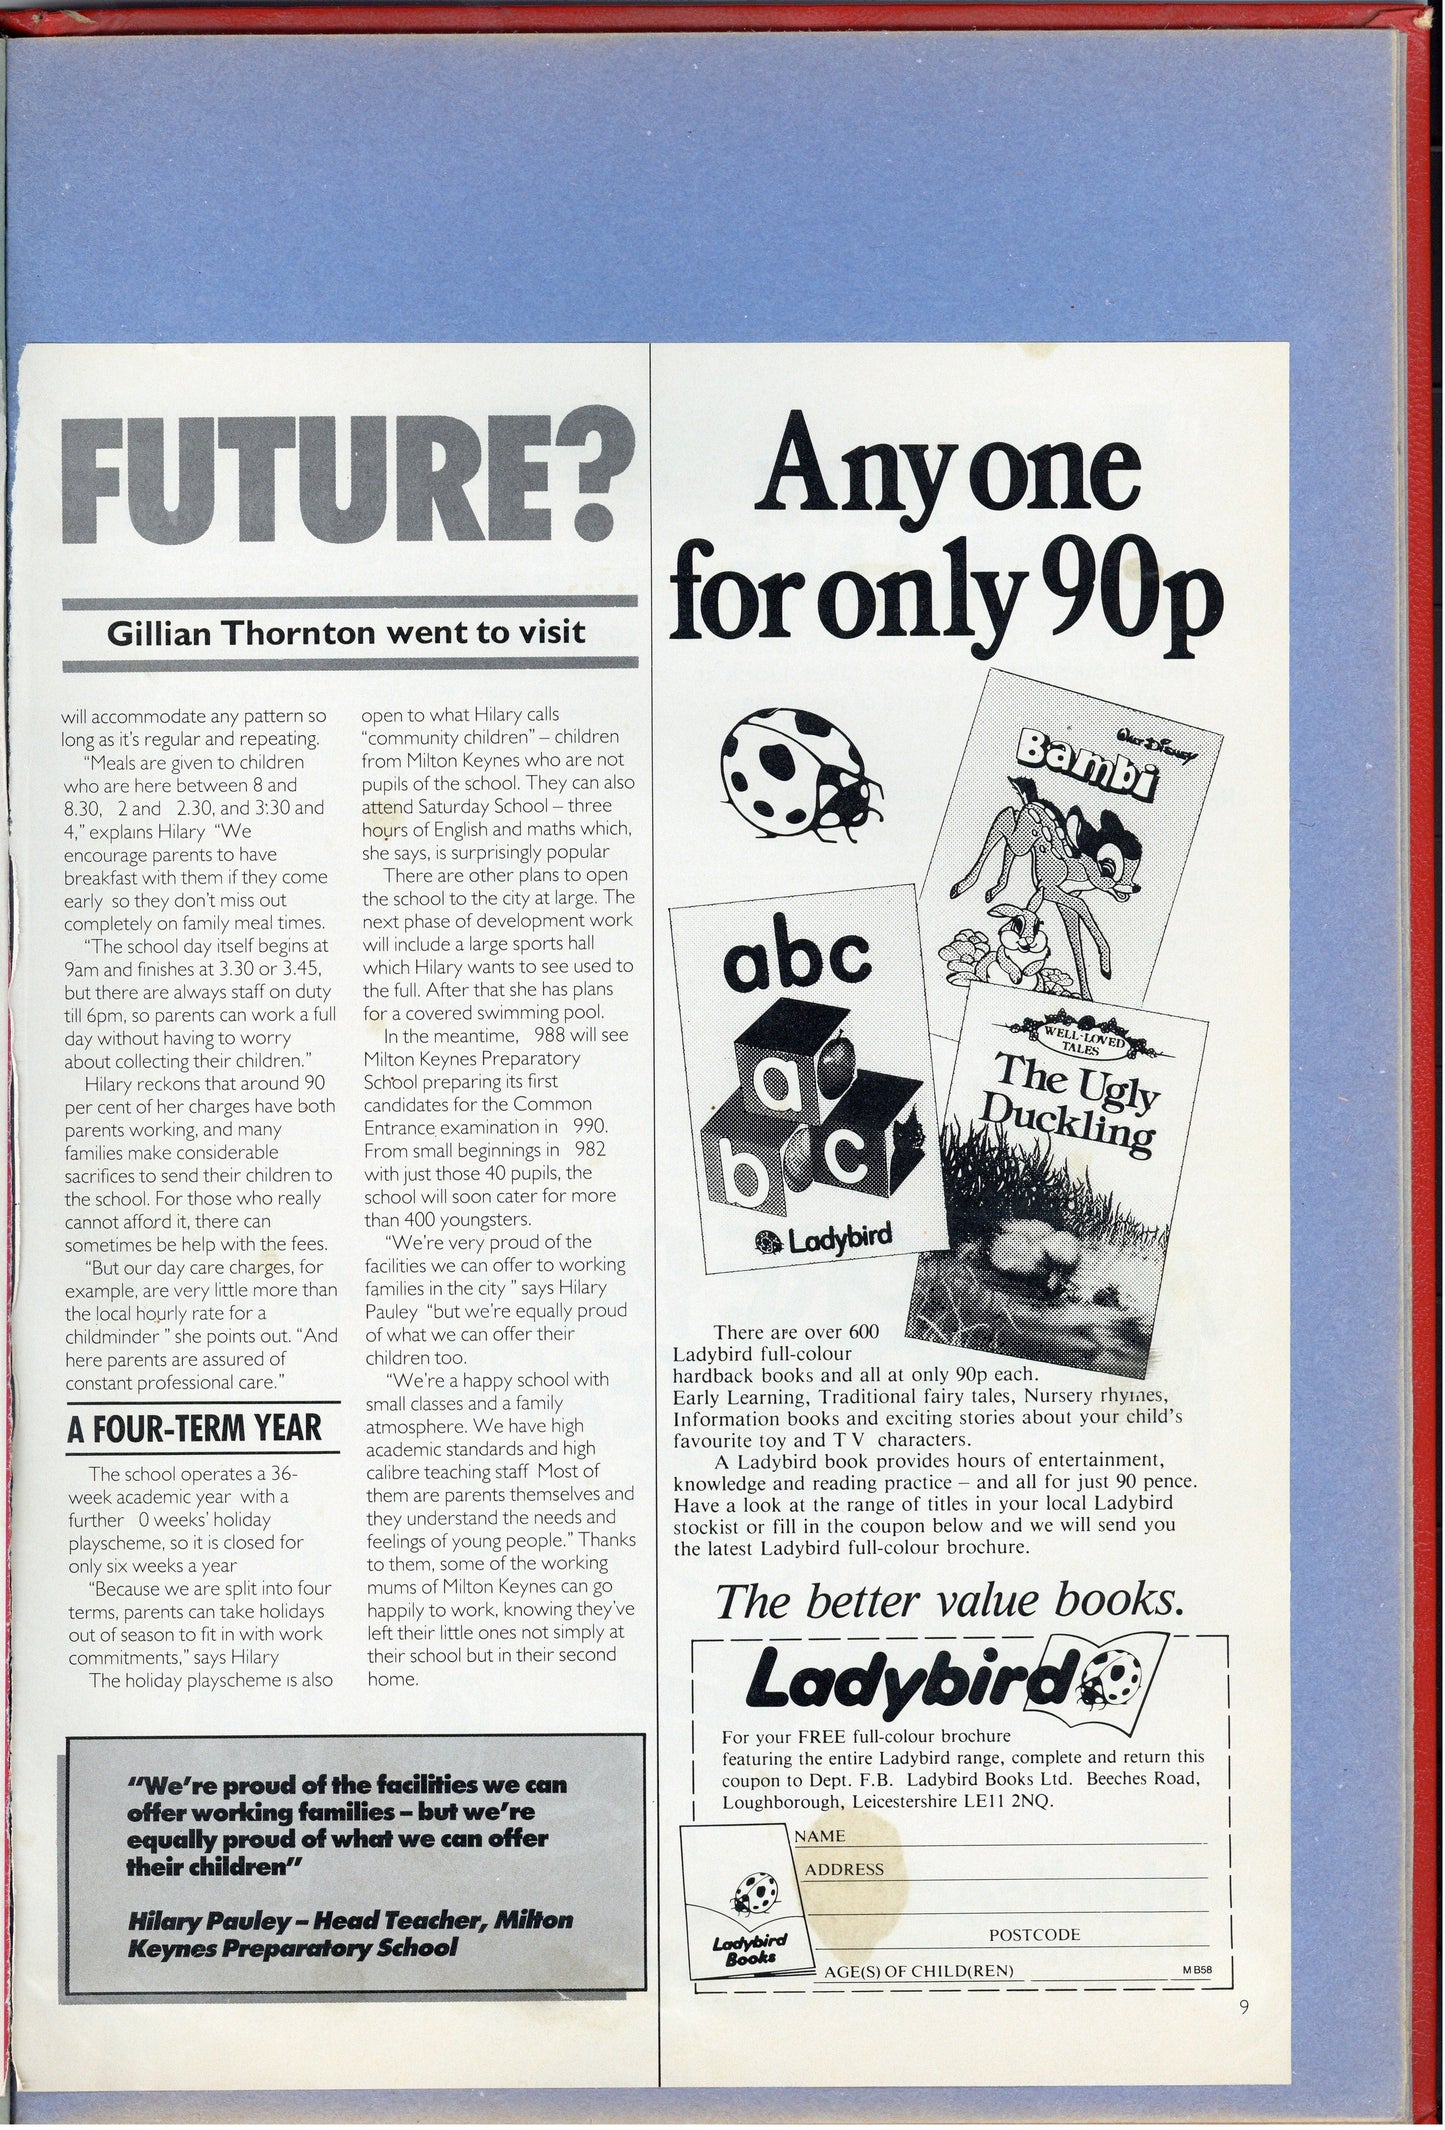 FUTURE?
Gillian Thornton went to visit
will accommodate any pattern so
long as it's regular and repeating.
"Meals are given to children
who are here between 8 and
8.30, 2 and 2.30, and 3:30 and
4," explains Hilary "We
encourage parents to have
breakfast with them if they come
early so they don't miss out
completely on family meal times.
"The school day itself begins at
9am and finishes at 3.30 or 3.45,
but there are always staff on duty
till 6pm, so parents can work a full
day without having to worry
about collecting their children."
Hilary reckons that around 90
per cent of her charges have both
parents working, and many
families make considerable
sacrifices to send their children to
the school. For those who really
cannot afford it, there can
sometimes be help with the fees.
"But our day care charges, for
example, are very little more than
the local hourly rate for a
childminder " she points out. "And
here parents are assured of
constant professional care."
A FOUR-TERM YEAR
The school operates a 36-
week academic year with a
further 0 weeks' holiday
playscheme, so it is closed for
only six weeks a year
"Because we are split into four
terms, parents can take holidays
out of season to fit in with work
commitments," says Hilary
The holiday playscheme is also
open to what Hilary calls
"community children" – children
from Milton Keynes who are not
pupils of the school. They can also
attend Saturday School – three
hours of English and maths which,
she says, is surprisingly popular
There are other plans to open
the school to the city at large. The
next phase of development work
will include a large sports hall
which Hilary wants to see used to
the full. After that she has plans
for a covered swimming pool.
In the meantime, 988 will see
Milton Keynes Preparatory
School preparing its first
candidates for the Common
Entrance examination in 990.
From small beginnings in 982
with just those 40 pupils, the
school will soon cater for more
than 400 youngsters.
"We're very proud of the
facilities we can offer to working
families in the city " says Hilary
Pauley "but we're equally proud
of what we can offer their
children too.
"We're a happy school with
small classes and a family
atmosphere. We have high
academic standards and high
calibre teaching staff Most of
them are parents themselves and
they understand the needs and
feelings of young people." Thanks
to them, some of the working
mums of Milton Keynes can go
happily to work, knowing they've
left their little ones not simply at
their school but in their second
home.
"We're proud of the facilities we can
offer working families – but we're
equally proud of what we can offer
their children"
Hilary Pauley – Head Teacher, Milton
Keynes Preparatory School
Any one
for only 90p
Walt Disney
Bambi
abc
a
b c
Ladybird
WELL-LOVED
TALES
The Ugly
Duckling
There are over 600
Ladybird full-colour
hardback books and all at only 90p each.
Early Learning, Traditional fairy tales, Nursery rhymes,
Information books and exciting stories about your child's
favourite toy and T V characters.
A Ladybird book provides hours of entertainment,
knowledge and reading practice – and all for just 90 pence.
Have a look at the range of titles in your local Ladybird
stockist or fill in the coupon below and we will send you
the latest Ladybird full-colour brochure.
The better value books.
Ladybird
For your FREE full-colour brochure
featuring the entire Ladybird range, complete and return this
coupon to Dept. F.B. Ladybird Books Ltd. Beeches Road,
Loughborough, Leicestershire LE11 2NQ.
NAME
ADDRESS
POSTCODE
AGE(S) OF CHILD(REN)
M B58
Ladybird
Books
9